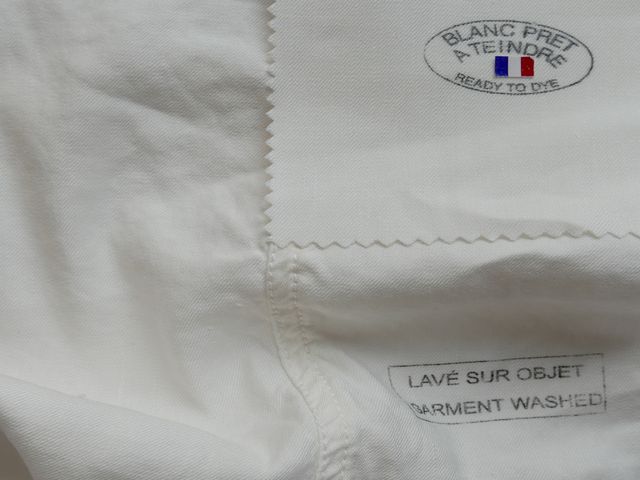 BLANC PRET
A TEINDRE
READY TO DYE
LAVÉ SUR OBJET
GARMENT WASHED